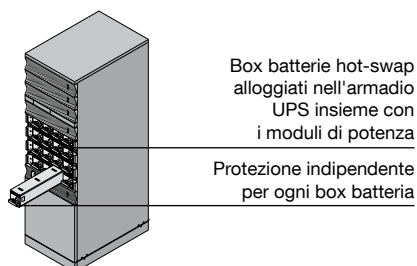 Box batterie hot-swap
alloggiati nell'armadio
UPS insieme con
i moduli di potenza
Protezione indipendente
per ogni box batteria